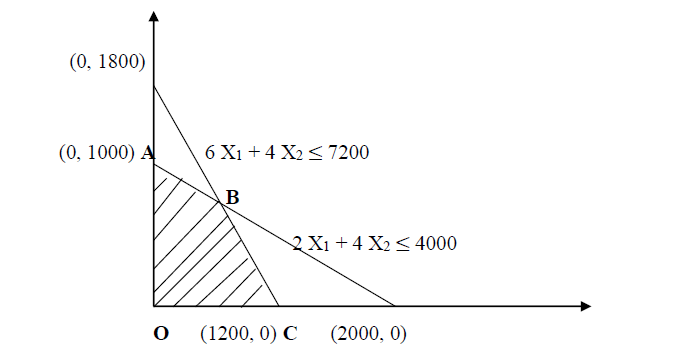 (0, 1800)
(0, 1000) A
6 X1 + 4 X2 ≤ 7200
B
2 X1 + 4 X2 ≤ 4000
O (1200, 0) C (2000, 0)